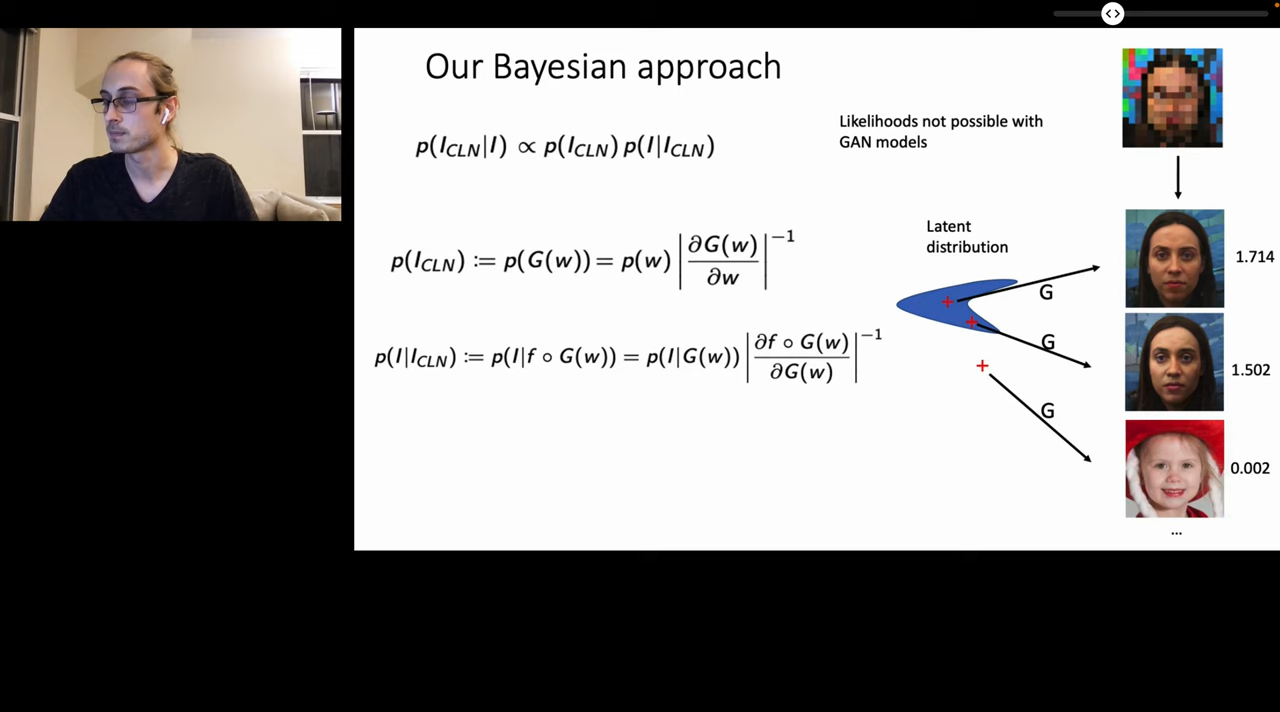 Our Bayesian approach
p(I_CLN|I) ∝ p(I_CLN) p(I|I_CLN)
Likelihoods not possible with
GAN models
p(I_CLN) := p(G(w)) = p(w) |∂G(w)/∂w|⁻¹
p(I|I_CLN) := p(I|f ∘ G(w)) = p(I|G(w)) |∂f ∘ G(w)/∂G(w)|⁻¹
Latent
distribution
G
G
G
1.714
1.502
0.002
...